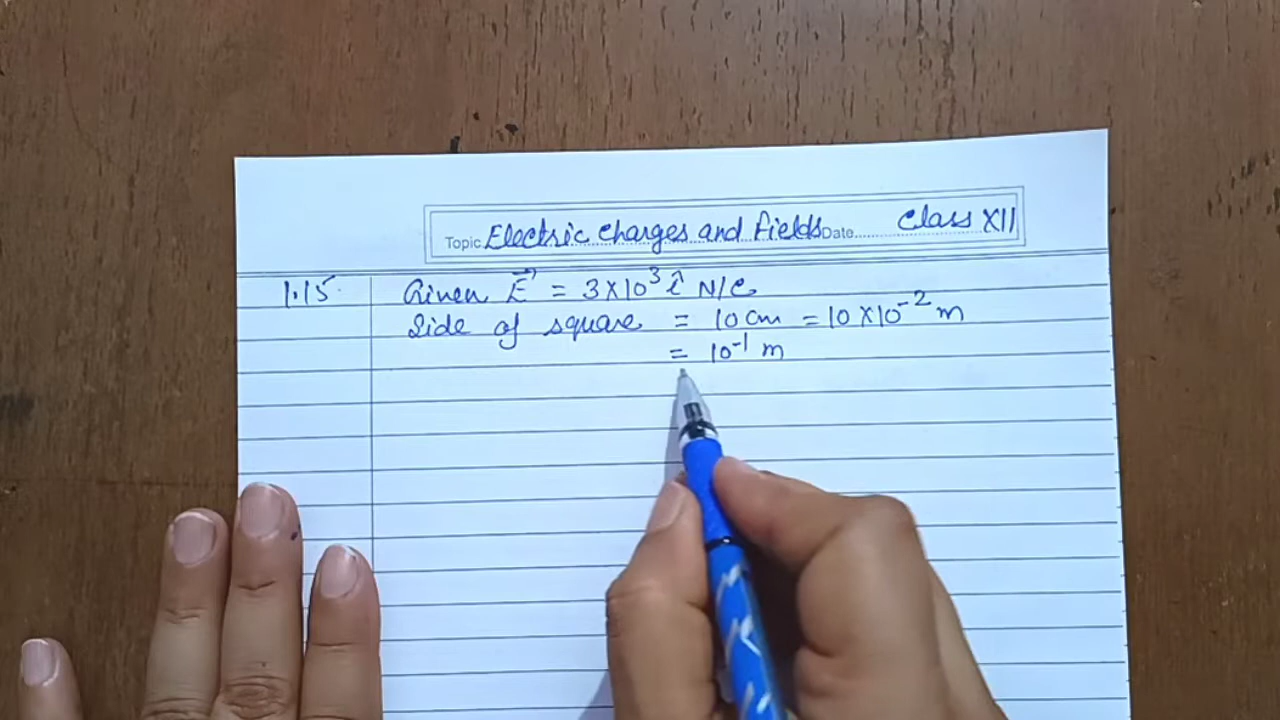 Topic Electric Charges and Fields Date.......... Class XII
1.15 Given E⃗ = 3×10³ î N/C
Side of square = 10 cm = 10×10⁻² m
= 10⁻¹ m